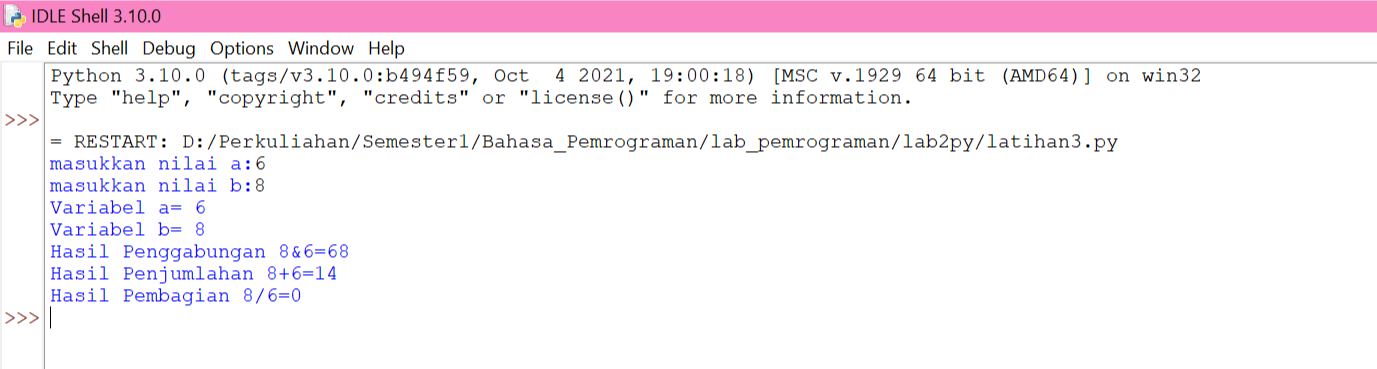 IDLE Shell 3.10.0
File Edit Shell Debug Options Window Help
Python 3.10.0 (tags/v3.10.0:b494f59, Oct  4 2021, 19:00:18) [MSC v.1929 64 bit (AMD64)] on win32
Type "help", "copyright", "credits" or "license()" for more information.
>>>
= RESTART: D:/Perkuliahan/Semester1/Bahasa_Pemrograman/lab_pemrograman/lab2py/latihan3.py
masukkan nilai a:6
masukkan nilai b:8
Variabel a= 6
Variabel b= 8
Hasil Penggabungan 8&6=68
Hasil Penjumlahan 8+6=14
Hasil Pembagian 8/6=0
>>>